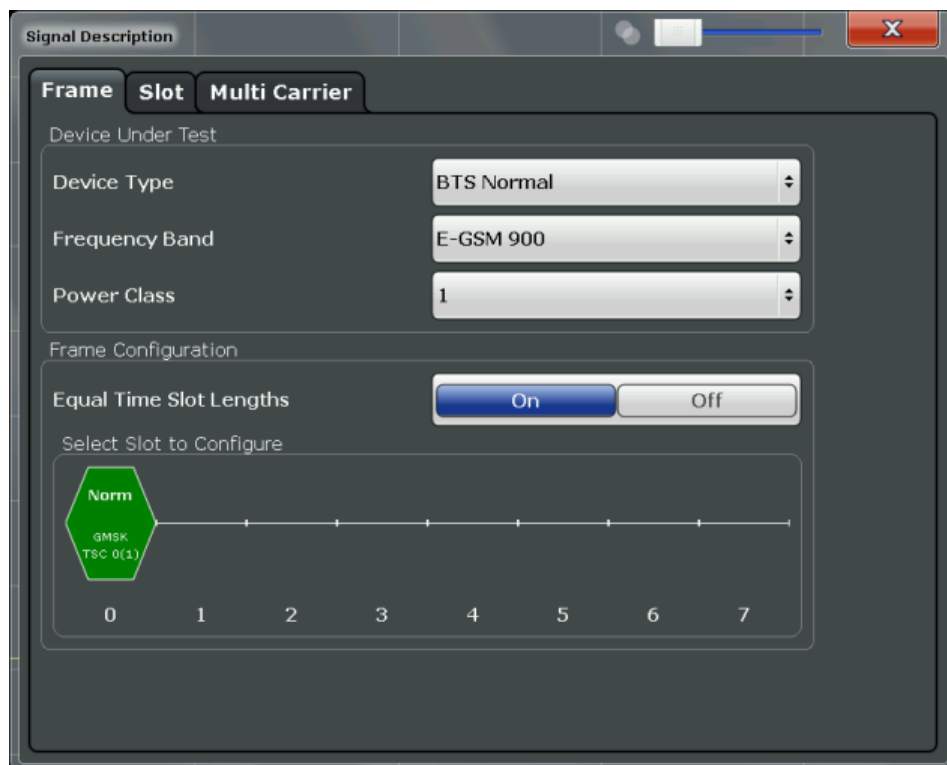 Signal Description
Frame Slot Multi Carrier
Device Under Test
Device Type BTS Normal
Frequency Band E-GSM 900
Power Class 1
Frame Configuration
Equal Time Slot Lengths On Off
Select Slot to Configure
Norm
GMSK
TSC 0(1)
0 1 2 3 4 5 6 7